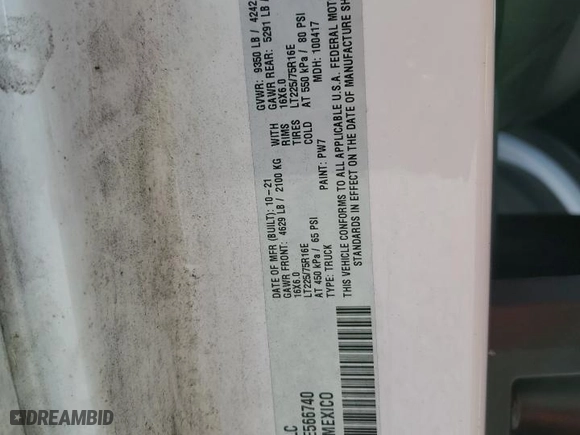 GVWR: 9350 LB / 4242
DATE OF MFR (BUILT): 10-21 GAWR REAR: 5291 LB /
GAWR FRONT: 4629 LB / 2100 KG WITH 16X6.0
16X6.0 RIMS LT225/75R16E
LT225/75R16E TIRES AT 550 kPa / 80 PSI
AT 450 kPa / 65 PSI COLD MDH: 100417
TYPE: TRUCK PAINT: PW7
THIS VEHICLE CONFORMS TO ALL APPLICABLE U.S.A. FEDERAL MOT
STANDARDS IN EFFECT ON THE DATE OF MANUFACTURE SH
LC
E566740
MEXICO
DREAMBID